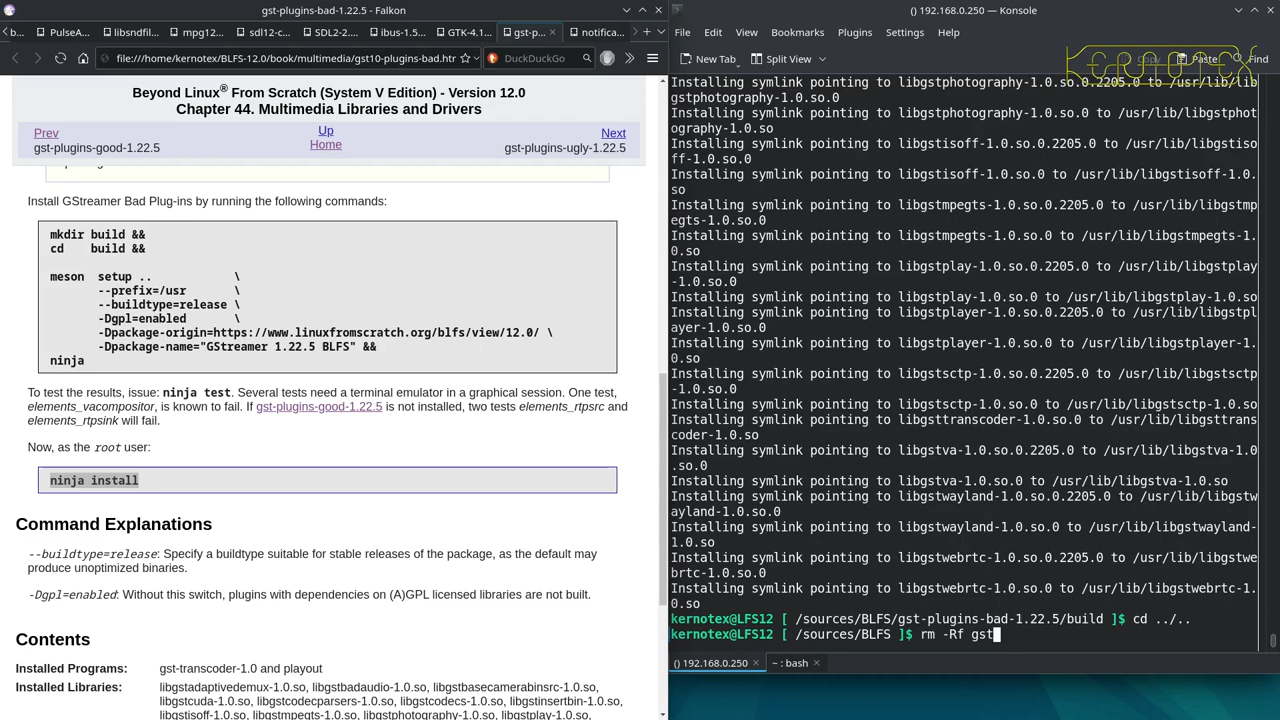 gst-plugins-bad-1.22.5 - Falkon
b...
PulseA...
libsndfil...
mpg12...
sdl12-c...
SDL2-2....
ibus-1.5...
GTK-4.1...
gst-p...
notifica...
file:///home/kernotex/BLFS-12.0/book/multimedia/gst10-plugins-bad.htr
DuckDuckGo
Beyond Linux® From Scratch (System V Edition) - Version 12.0
Chapter 44. Multimedia Libraries and Drivers
Prev
Up
Next
gst-plugins-good-1.22.5
Home
gst-plugins-ugly-1.22.5
Install GStreamer Bad Plug-ins by running the following commands:
mkdir build &&
cd    build &&
meson  setup ..            \
--prefix=/usr       \
--buildtype=release \
-Dgpl=enabled       \
-Dpackage-origin=https://www.linuxfromscratch.org/blfs/view/12.0/ \
-Dpackage-name="GStreamer 1.22.5 BLFS" &&
ninja
To test the results, issue: ninja test. Several tests need a terminal emulator in a graphical session. One test,
elements_vacompositor, is known to fail. If gst-plugins-good-1.22.5 is not installed, two tests elements_rtpsrc and
elements_rtpsink will fail.
Now, as the root user:
ninja install
Command Explanations
--buildtype=release: Specify a buildtype suitable for stable releases of the package, as the default may
produce unoptimized binaries.
-Dgpl=enabled: Without this switch, plugins with dependencies on (A)GPL licensed libraries are not built.
Contents
Installed Programs: gst-transcoder-1.0 and playout
Installed Libraries: libgstadaptivedemux-1.0.so, libgstbadaudio-1.0.so, libgstbasecamerabinsrc-1.0.so,
libgstcuda-1.0.so, libgstcodecparsers-1.0.so, libgstcodecs-1.0.so, libgstinsertbin-1.0.so,
libgstisoff-1.0.so, libgstmpegts-1.0.so, libgstphotography-1.0.so, libgstplay-1.0.so,
() 192.168.0.250 — Konsole
File Edit View Bookmarks Plugins Settings Help
New Tab
Split View
Copy
Paste
Find
KERNOTEX
Installing symlink pointing to libgstphotography-1.0.so.0.2205.0 to /usr/lib/lib
gstphotography-1.0.so.0
Installing symlink pointing to libgstphotography-1.0.so.0 to /usr/lib/libgstphot
ography-1.0.so
Installing symlink pointing to libgstisoff-1.0.so.0.2205.0 to /usr/lib/libgstiso
ff-1.0.so.0
Installing symlink pointing to libgstisoff-1.0.so.0 to /usr/lib/libgstisoff-1.0.
so
Installing symlink pointing to libgstmpegts-1.0.so.0.2205.0 to /usr/lib/libgstmp
egts-1.0.so.0
Installing symlink pointing to libgstmpegts-1.0.so.0 to /usr/lib/libgstmpegts-1.
0.so
Installing symlink pointing to libgstplay-1.0.so.0.2205.0 to /usr/lib/libgstplay
-1.0.so.0
Installing symlink pointing to libgstplay-1.0.so.0 to /usr/lib/libgstplay-1.0.so
Installing symlink pointing to libgstplayer-1.0.so.0.2205.0 to /usr/lib/libgstpl
ayer-1.0.so.0
Installing symlink pointing to libgstplayer-1.0.so.0 to /usr/lib/libgstplayer-1.
0.so
Installing symlink pointing to libgstsctp-1.0.so.0.2205.0 to /usr/lib/libgstsctp
-1.0.so.0
Installing symlink pointing to libgstsctp-1.0.so.0 to /usr/lib/libgstsctp-1.0.so
Installing symlink pointing to libgsttranscoder-1.0.so.0 to /usr/lib/libgsttrans
coder-1.0.so
Installing symlink pointing to libgstva-1.0.so.0.2205.0 to /usr/lib/libgstva-1.0
.so.0
Installing symlink pointing to libgstva-1.0.so.0 to /usr/lib/libgstva-1.0.so
Installing symlink pointing to libgstwayland-1.0.so.0.2205.0 to /usr/lib/libgstw
ayland-1.0.so.0
Installing symlink pointing to libgstwayland-1.0.so.0 to /usr/lib/libgstwayland-
1.0.so
Installing symlink pointing to libgstwebrtc-1.0.so.0.2205.0 to /usr/lib/libgstwe
brtc-1.0.so.0
Installing symlink pointing to libgstwebrtc-1.0.so.0 to /usr/lib/libgstwebrtc-1.
0.so
kernotex@LFS12 [ /sources/BLFS/gst-plugins-bad-1.22.5/build ]$ cd ../..
kernotex@LFS12 [ /sources/BLFS ]$ rm -Rf gst
() 192.168.0.250
~ : bash